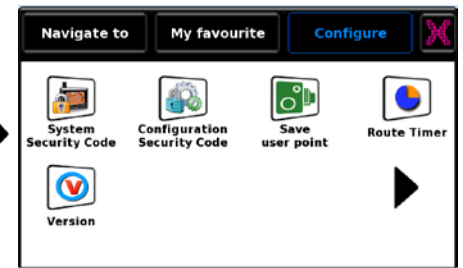 Navigate to
My favourite
Configure
System
Security Code
Configuration
Security Code
Save
user point
Route Timer
Version